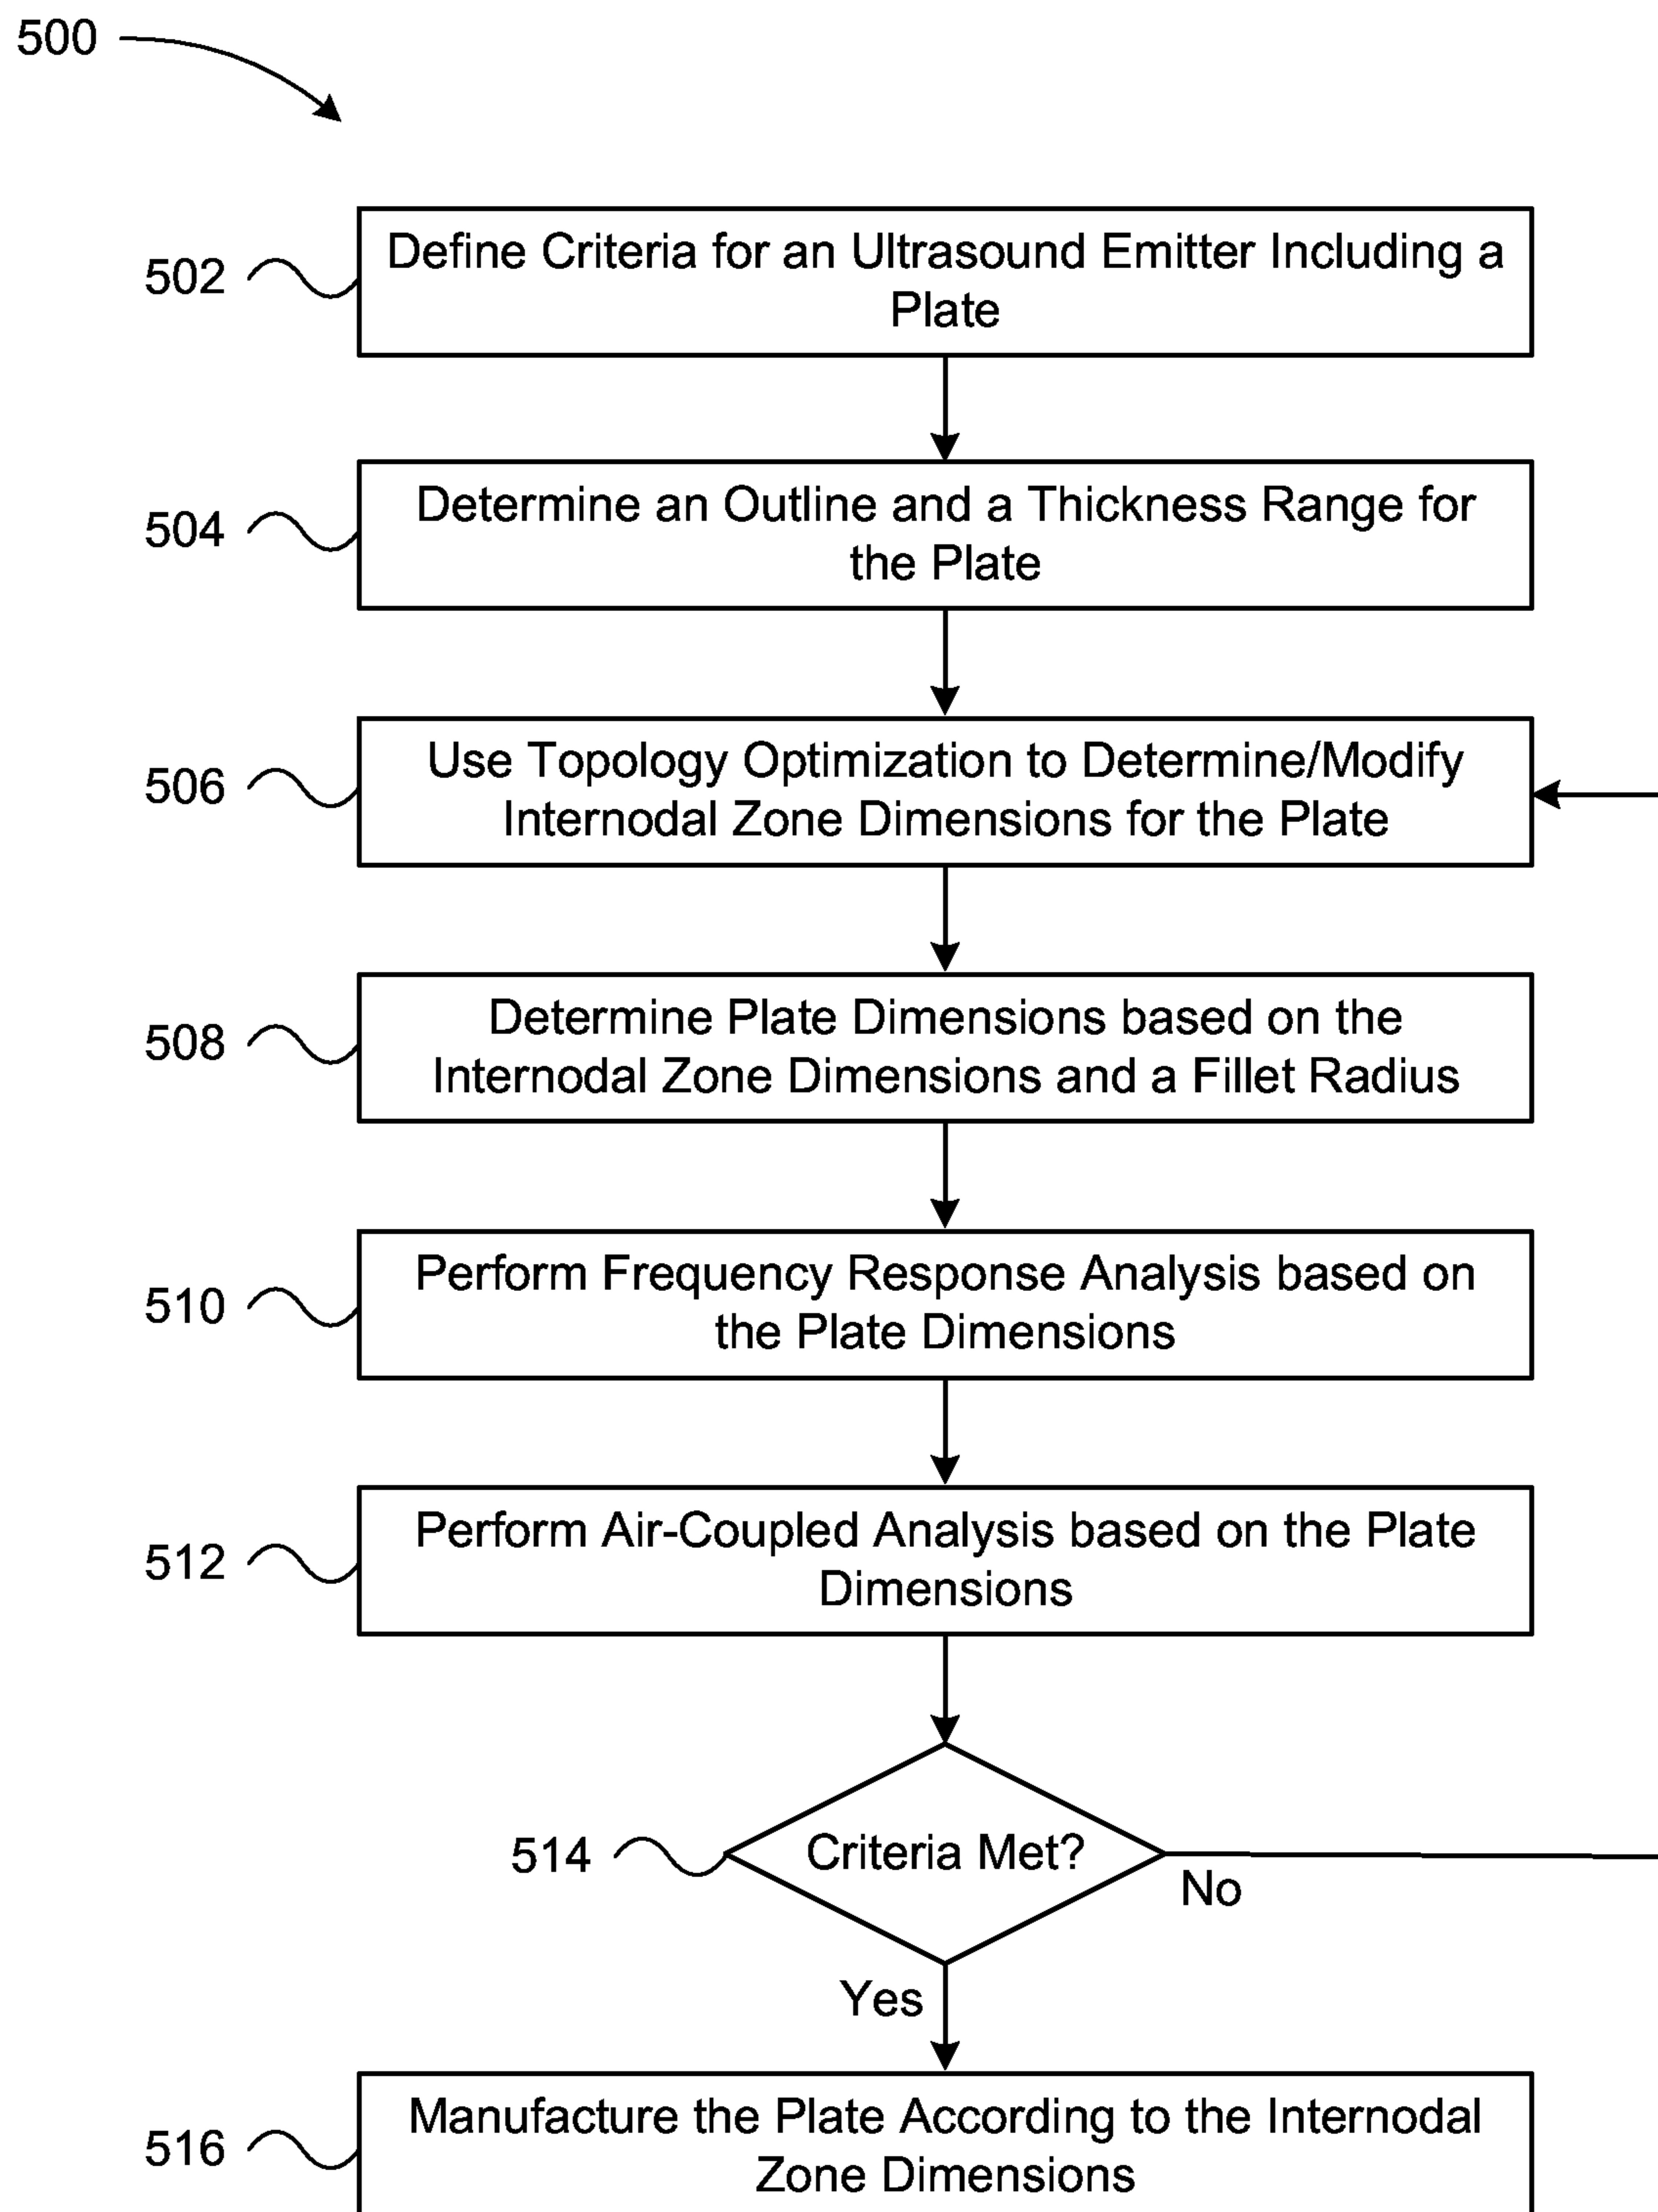 500
502
Define Criteria for an Ultrasound Emitter Including a
Plate
504
Determine an Outline and a Thickness Range for
the Plate
506
Use Topology Optimization to Determine/Modify
Internodal Zone Dimensions for the Plate
508
Determine Plate Dimensions based on the
Internodal Zone Dimensions and a Fillet Radius
510
Perform Frequency Response Analysis based on
the Plate Dimensions
512
Perform Air-Coupled Analysis based on the Plate
Dimensions
514
Criteria Met?
No
Yes
516
Manufacture the Plate According to the Internodal
Zone Dimensions